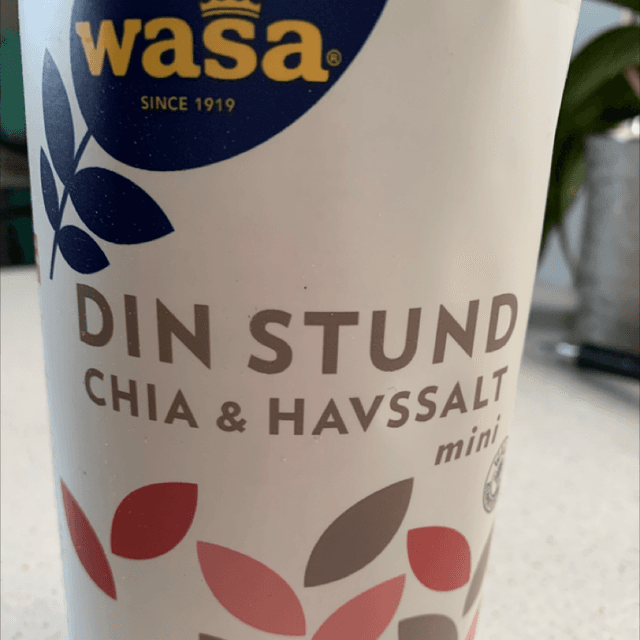 wasa®
SINCE 1919
DIN STUND
CHIA & HAVSSALT
mini